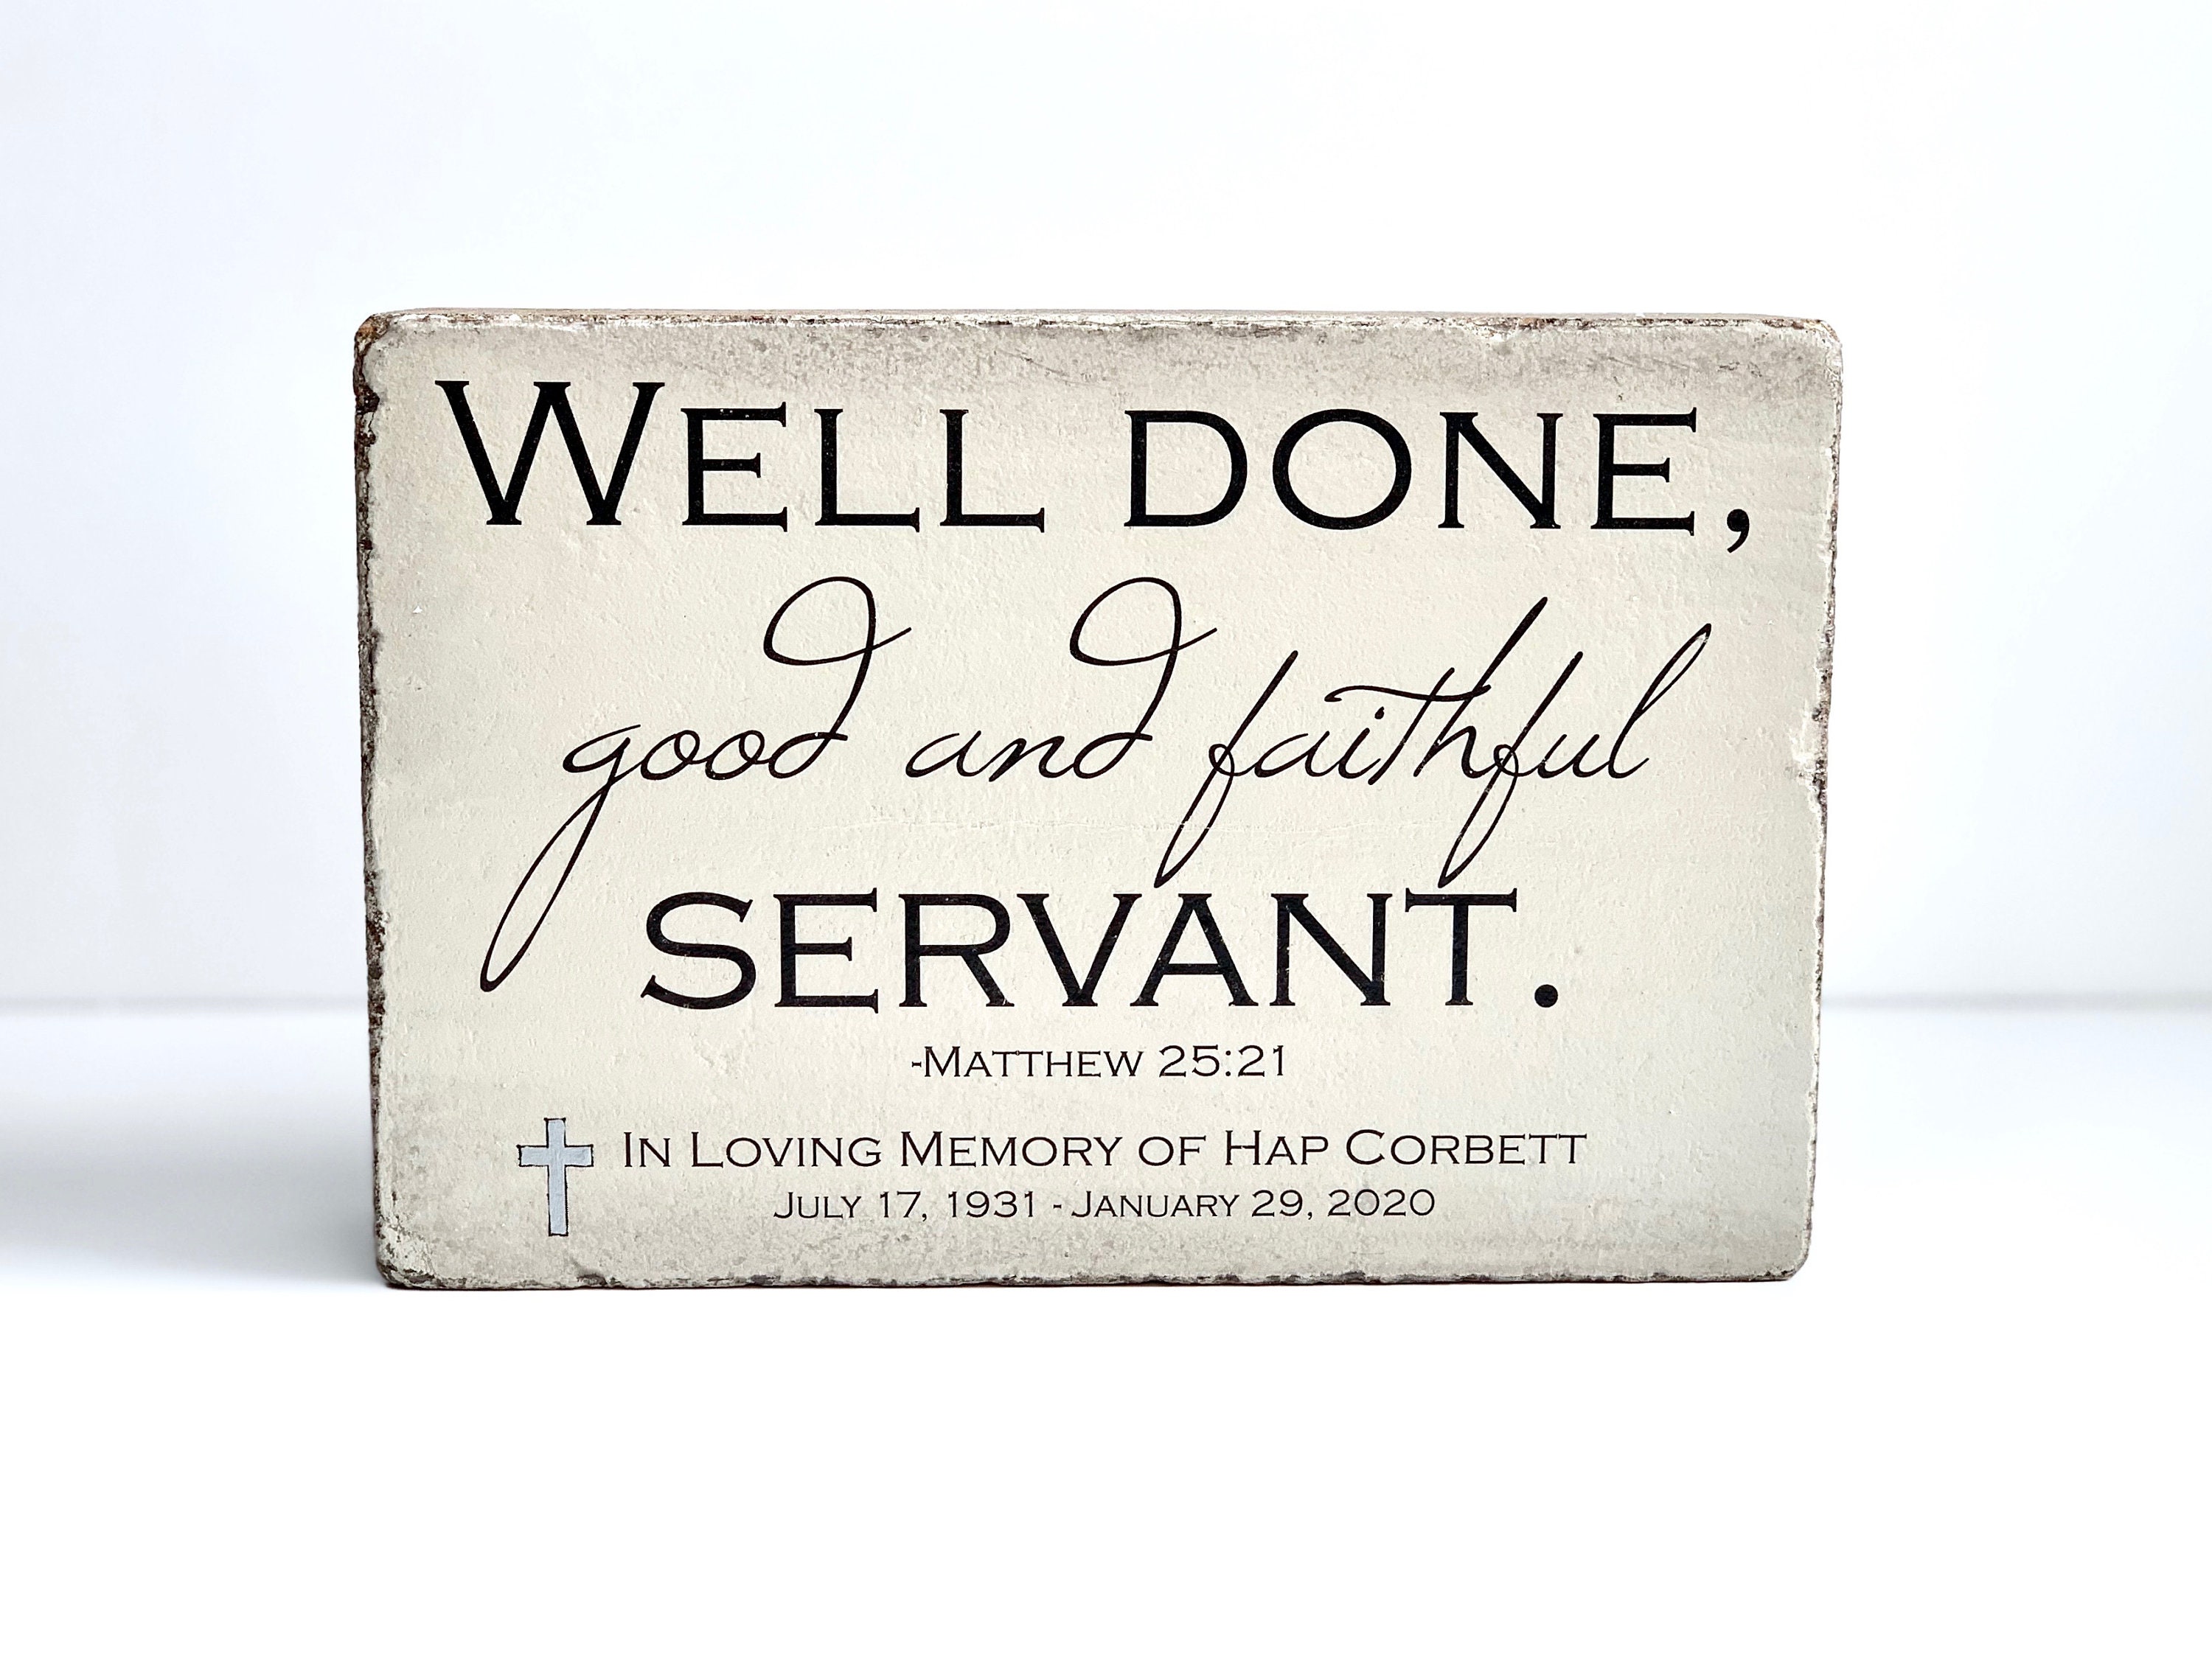 WELL DONE,
good and faithful
SERVANT.
-MATTHEW 25:21
IN LOVING MEMORY OF HAP CORBETT
JULY 17, 1931 - JANUARY 29, 2020